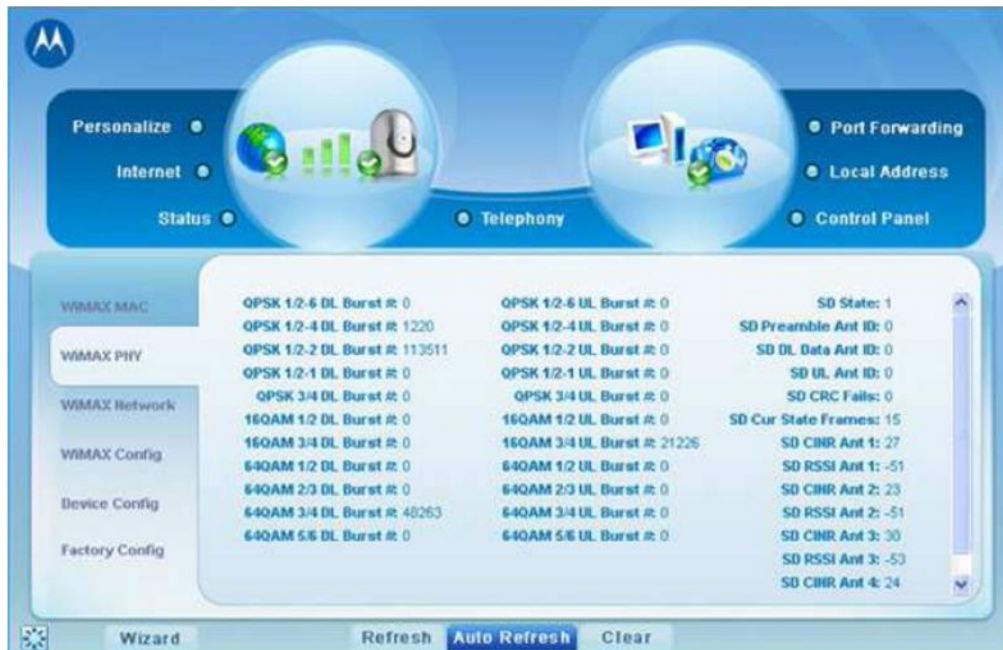 Personalize
Internet
Status
Telephony
Port Forwarding
Local Address
Control Panel
WiMAX MAC
WiMAX PHY
WiMAX Network
WiMAX Config
Device Config
Factory Config
QPSK 1/2-6 DL Burst #: 0
QPSK 1/2-4 DL Burst #: 1220
QPSK 1/2-2 DL Burst #: 113511
QPSK 1/2-1 DL Burst #: 0
QPSK 3/4 DL Burst #: 0
16QAM 1/2 DL Burst #: 0
16QAM 3/4 DL Burst #: 0
64QAM 1/2 DL Burst #: 0
64QAM 2/3 DL Burst #: 0
64QAM 3/4 DL Burst #: 48263
64QAM 5/6 DL Burst #: 0
QPSK 1/2-6 UL Burst #: 0
QPSK 1/2-4 UL Burst #: 0
QPSK 1/2-2 UL Burst #: 0
QPSK 1/2-1 UL Burst #: 0
QPSK 3/4 UL Burst #: 0
16QAM 1/2 UL Burst #: 0
16QAM 3/4 UL Burst #: 21226
64QAM 1/2 UL Burst #: 0
64QAM 2/3 UL Burst #: 0
64QAM 3/4 UL Burst #: 0
64QAM 5/6 UL Burst #: 0
SD State: 1
SD Preamble Ant ID: 0
SD DL Data Ant ID: 0
SD UL Ant ID: 0
SD CRC Fails: 0
SD Cur State Frames: 15
SD CINR Ant 1: 27
SD RSSI Ant 1: -51
SD CINR Ant 2: 23
SD RSSI Ant 2: -51
SD CINR Ant 3: 30
SD RSSI Ant 3: -53
SD CINR Ant 4: 24
Wizard
Refresh
Auto Refresh
Clear